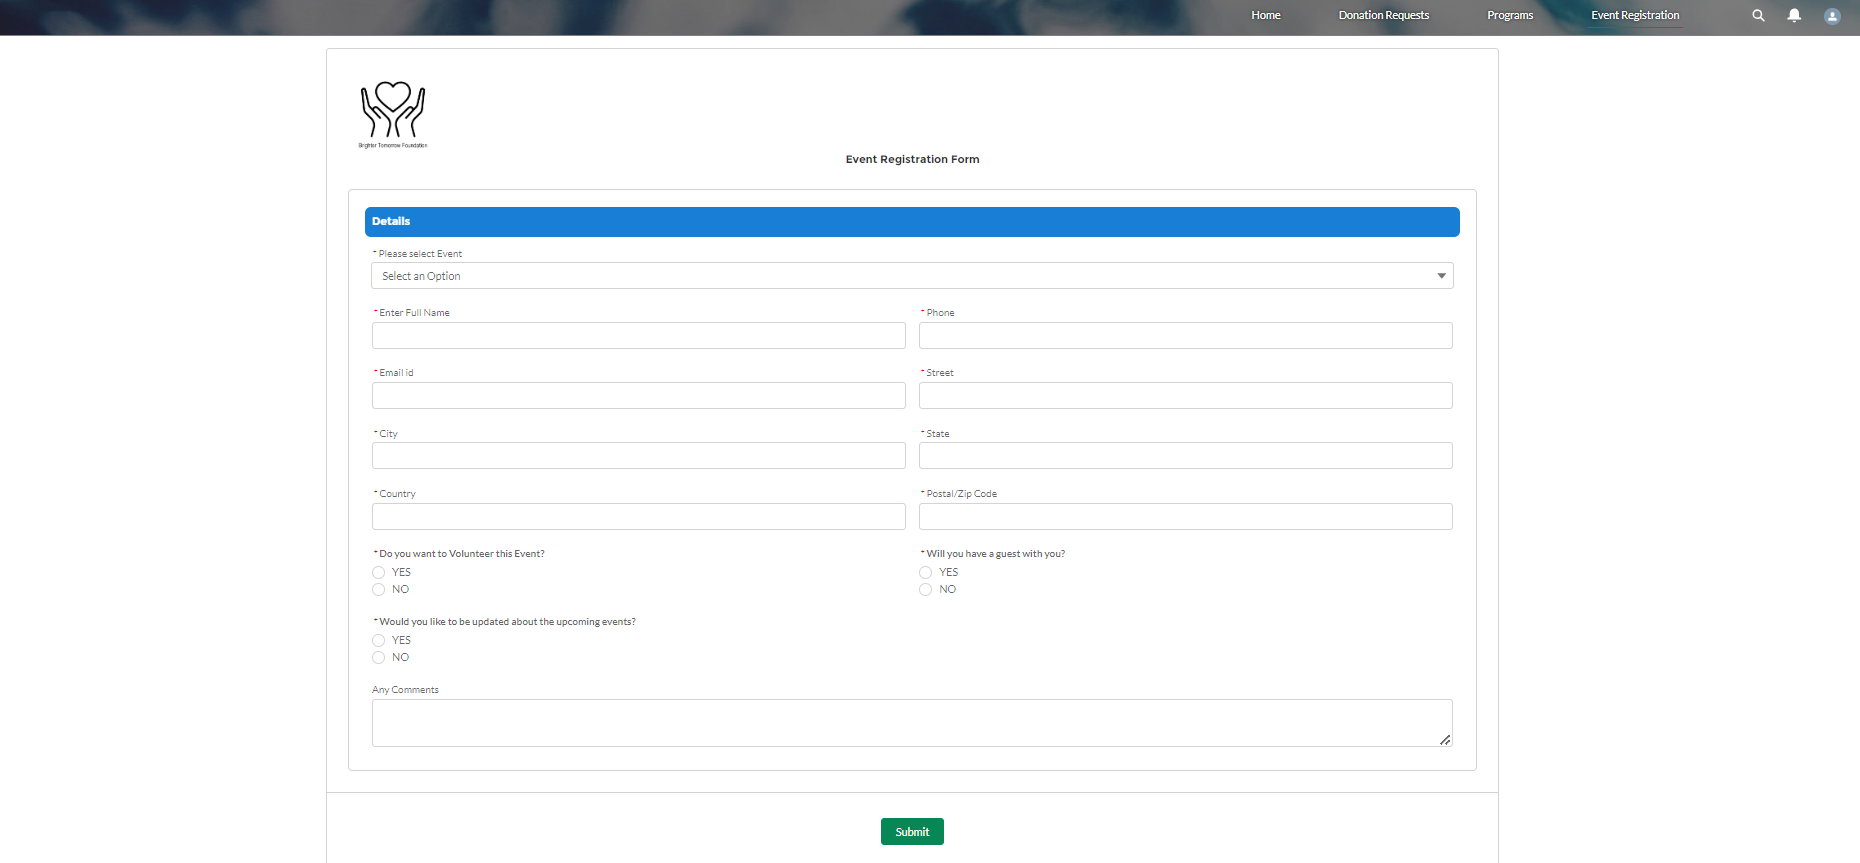 Home Donation Requests Programs Event Registration
Brighter Tomorrow Foundation
Event Registration Form
Details
* Please select Event
Select an Option
* Enter Full Name
* Phone
* Email id
* Street
* City
* State
* Country
* Postal/Zip Code
* Do you want to Volunteer this Event?
YES
NO
* Will you have a guest with you?
YES
NO
* Would you like to be updated about the upcoming events?
YES
NO
Any Comments
Submit